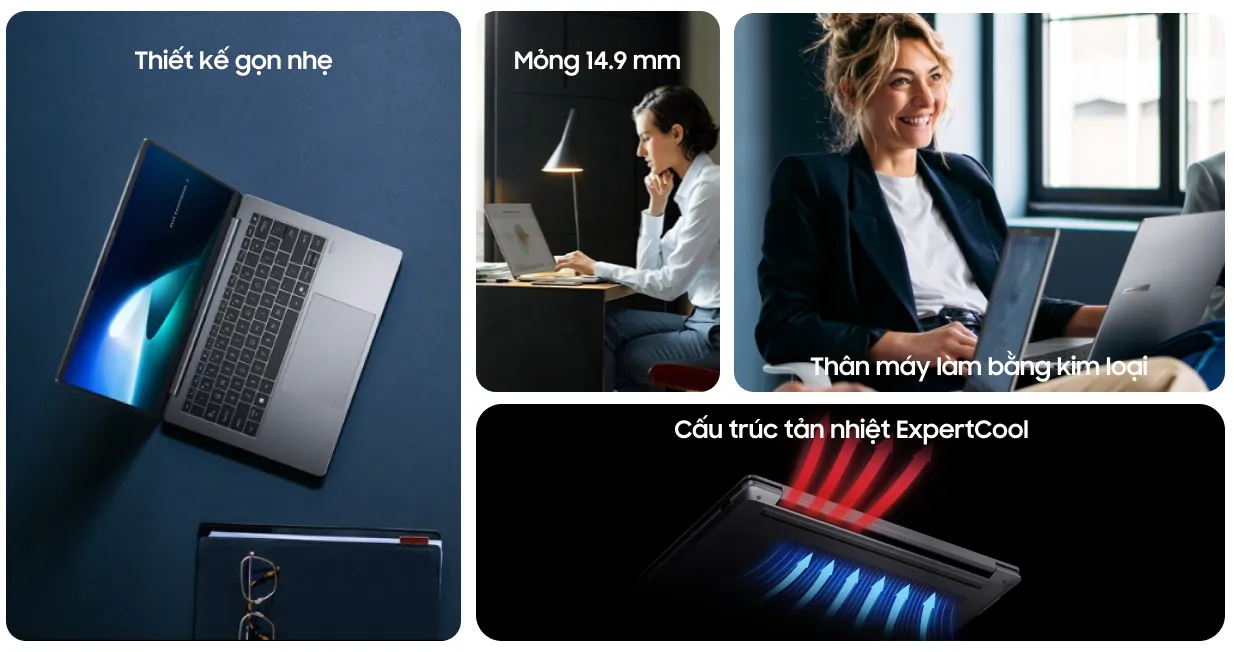 Thiết kế gọn nhẹ
Mỏng 14.9 mm
Thân máy làm bằng kim loại
Cấu trúc tản nhiệt ExpertCool